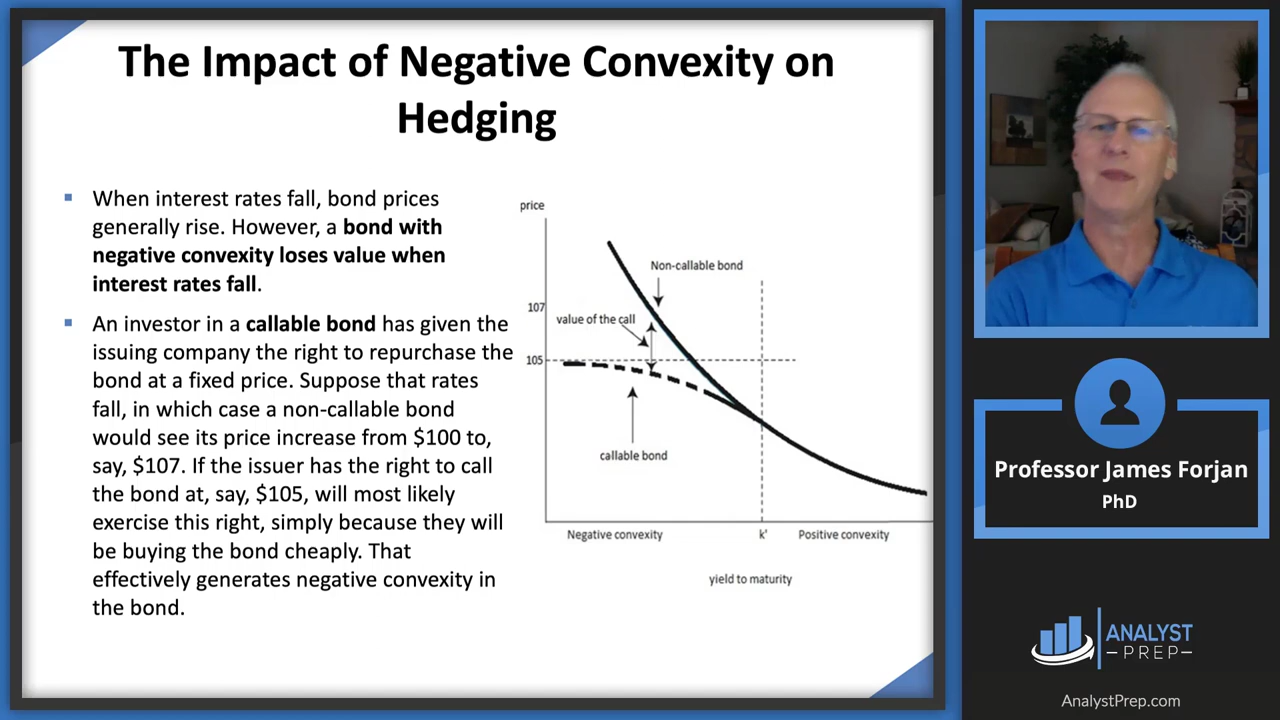 The Impact of Negative Convexity on
Hedging
▪ When interest rates fall, bond prices
generally rise. However, a bond with
negative convexity loses value when
interest rates fall.
▪ An investor in a callable bond has given the
issuing company the right to repurchase the
bond at a fixed price. Suppose that rates
fall, in which case a non-callable bond
would see its price increase from $100 to,
say, $107. If the issuer has the right to call
the bond at, say, $105, will most likely
exercise this right, simply because they will
be buying the bond cheaply. That
effectively generates negative convexity in
the bond.
price
Non-callable bond
107
value of the call
105
callable bond
Negative convexity
k'
Positive convexity
yield to maturity
Professor James Forjan
PhD
ANALYST
–PREP–
AnalystPrep.com